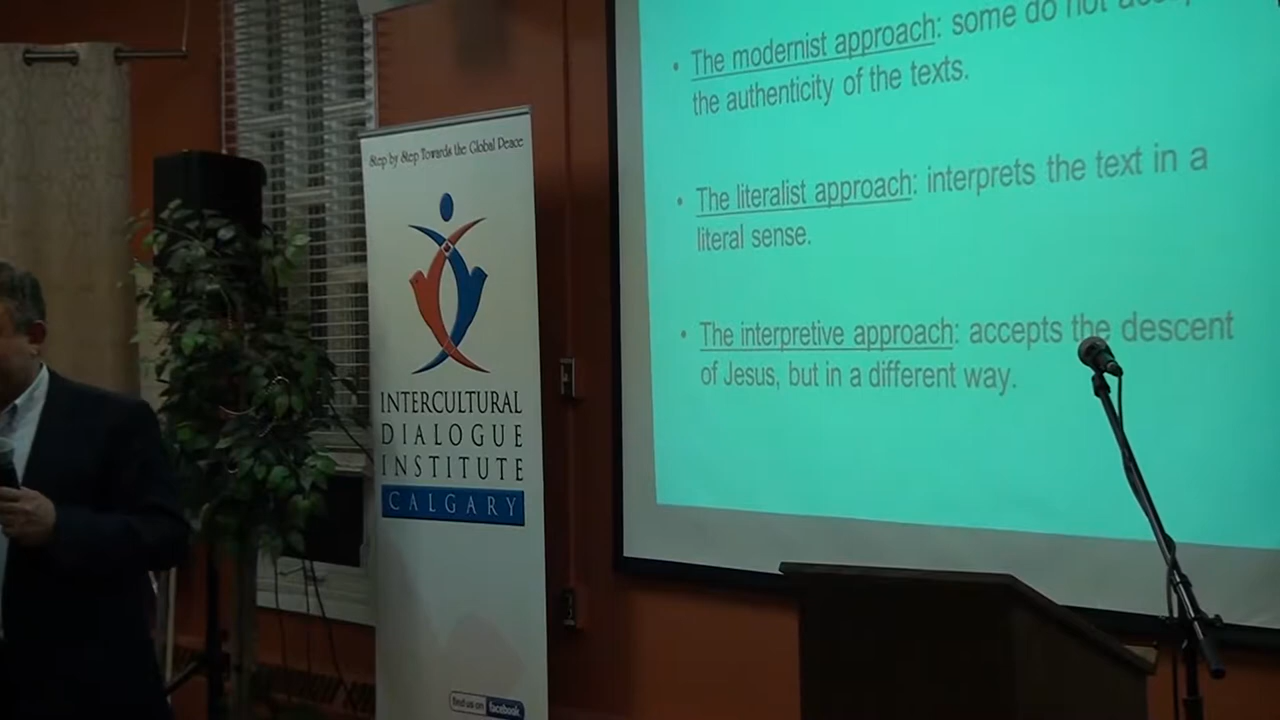 Step by Step Towards the Global Peace
INTERCULTURAL
DIALOGUE
INSTITUTE
CALGARY
find us on facebook
• The modernist approach: some do not
the authenticity of the texts.
• The literalist approach: interprets the text in a
literal sense.
• The interpretive approach: accepts the descent
of Jesus, but in a different way.